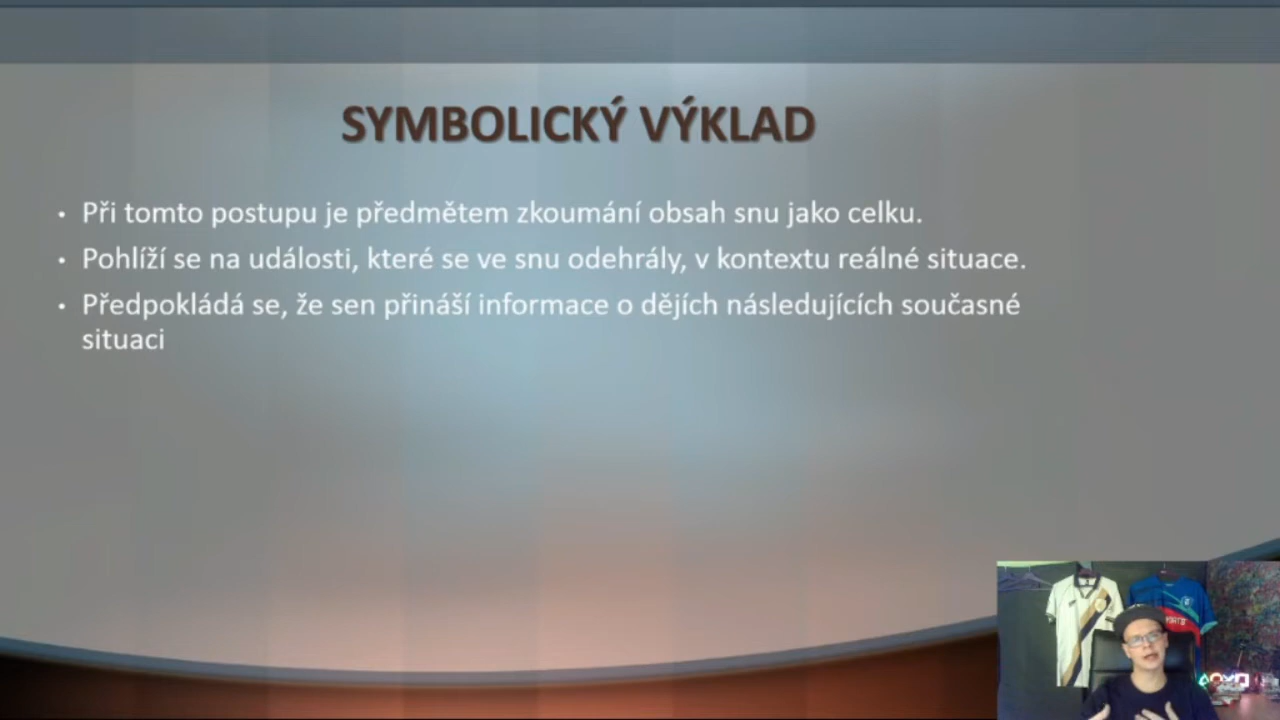 SYMBOLICKÝ VÝKLAD
• Při tomto postupu je předmětem zkoumání obsah snu jako celku.
• Pohlíží se na události, které se ve snu odehrály, v kontextu reálné situace.
• Předpokládá se, že sen přináší informace o dějích následujících současné
situaci